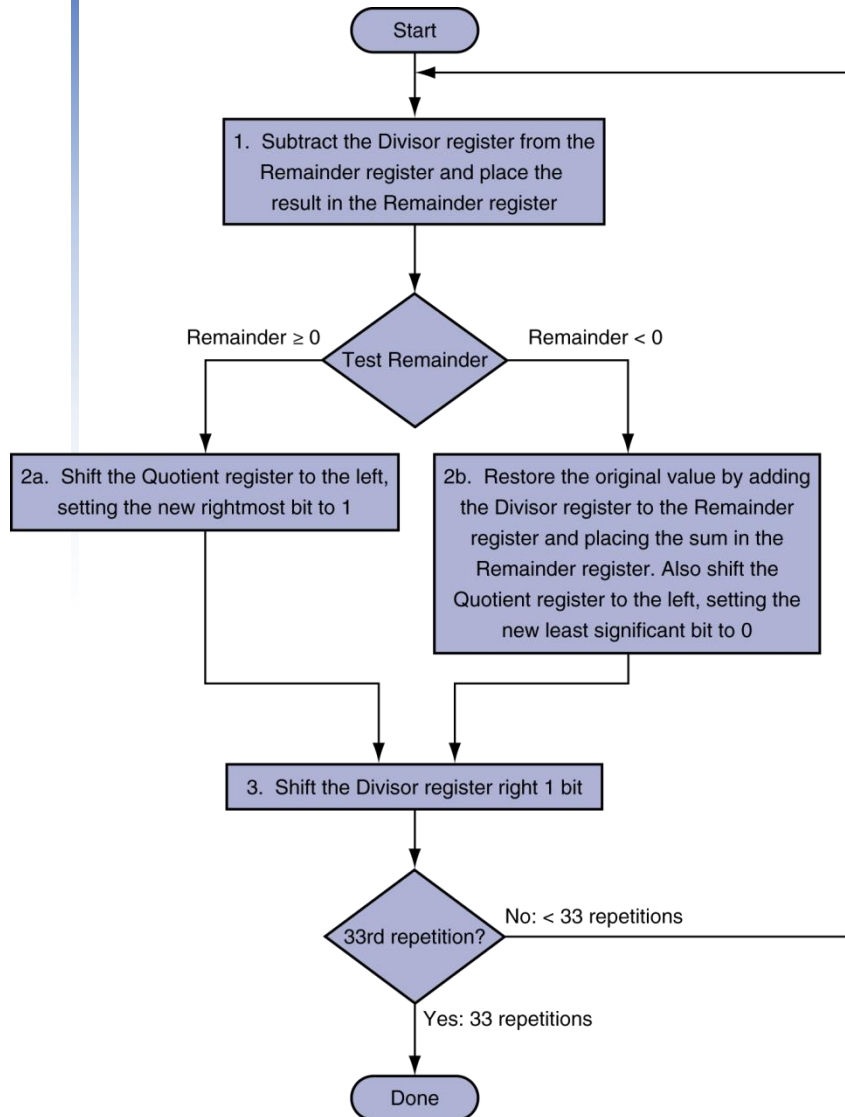 Start
1. Subtract the Divisor register from the
Remainder register and place the
result in the Remainder register
Remainder ≥ 0
Remainder < 0
Test Remainder
2a. Shift the Quotient register to the left,
setting the new rightmost bit to 1
2b. Restore the original value by adding
the Divisor register to the Remainder
register and placing the sum in the
Remainder register. Also shift the
Quotient register to the left, setting the
new least significant bit to 0
3. Shift the Divisor register right 1 bit
33rd repetition?
No: < 33 repetitions
Yes: 33 repetitions
Done